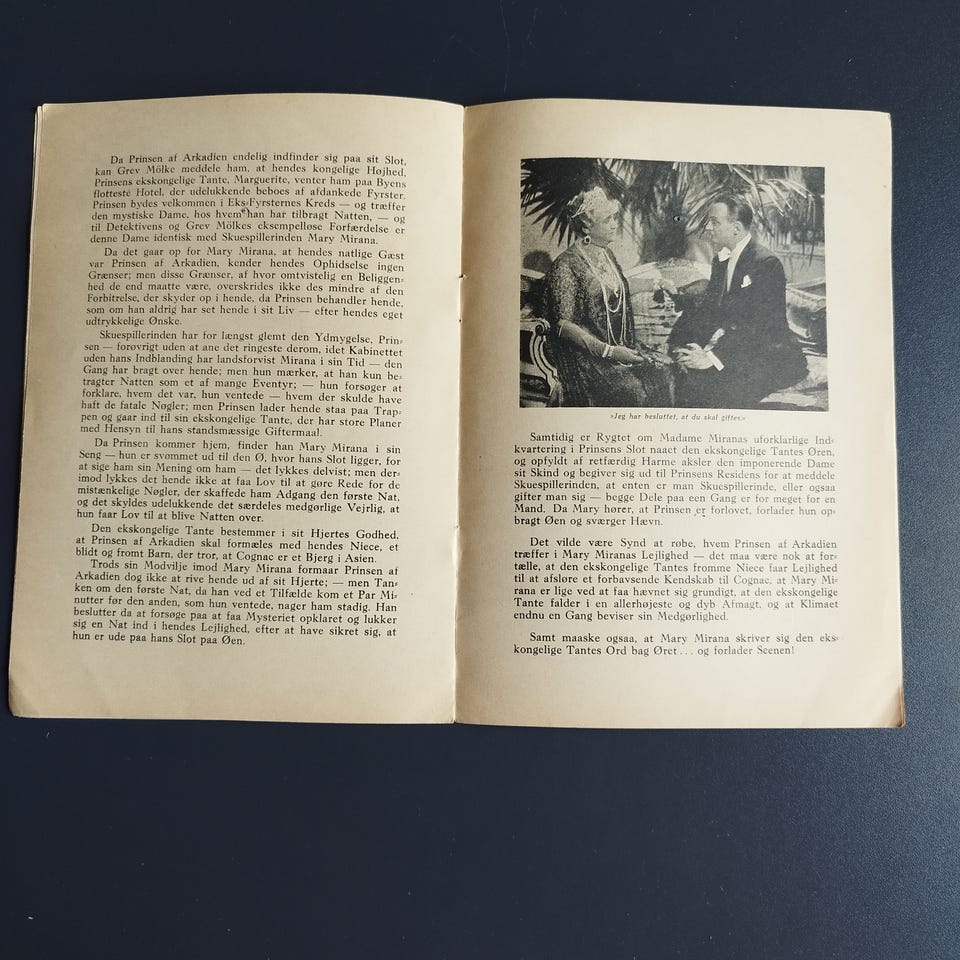 Da Prinsen af Arkadien endelig indfinder sig paa sit Slot,
kan Grev Mölke meddele ham, at hendes kongelige Højhed,
Prinsens ekskongelige Tante, Marguerite, venter ham paa Byens
flotteste Hotel, der udelukkende beboes af afdankede Fyrster.
Prinsen bydes velkommen i Eks-Fyrsternes Kreds — og træffer
den mystiske Dame, hos hvem han har tilbragt Natten, — og
til Detektivens og Grev Mölkes eksempelløse Forfærdelse er
denne Dame identisk med Skuespillerinden Mary Mirana.
Da det gaar op for Mary Mirana, at hendes natlige Gæst
var Prinsen af Arkadien, kender hendes Ophidselse ingen
Grænser; men disse Grænser, af hvor omtvistelig en Beliggen-
hed de end maatte være, overskrides ikke des mindre af den
Forbitrelse, der skyder op i hende, da Prinsen behandler hende,
som om han aldrig har set hende i sit Liv — efter hendes eget
udtrykkelige Ønske.
Skuespillerinden har for længst glemt den Ydmygelse, Prin-
sen — forøvrigt uden at ane det ringeste derom, idet Kabinettet
uden hans Indblanding har landsforvist Mirana i sin Tid — den
Gang har bragt over hende; men hun mærker, at han kun be-
tragter Natten som et af mange Eventyr; — hun forsøger at
forklare, hvem det var, hun ventede — hvem der skulde have
haft de fatale Nøgler; men Prinsen lader hende staa paa Trap-
pen og gaar ind til sin ekskongelige Tante, der har store Planer
med Hensyn til hans standsmæssige Giftermaal.
Da Prinsen kommer hjem, finder han Mary Mirana i sin
Seng — hun er svømmet ud til den Ø, hvor hans Slot ligger, for
at sige ham sin Mening om ham — det lykkes delvist; men der-
imod lykkes det hende ikke at faa Lov til at gøre Rede for de
mistænkelige Nøgler, der skaffede ham Adgang den første Nat,
og det skyldes udelukkende det særdeles medgørlige Vejrlig, at
hun faar Lov til at blive Natten over.
Den ekskongelige Tante bestemmer i sit Hjertes Godhed,
at Prinsen af Arkadien skal formæles med hendes Niece, et
blidt og fromt Barn, der tror, at Cognac er et Bjerg i Asien.
Trods sin Modvilje imod Mary Mirana formaar Prinsen af
Arkadien dog ikke at rive hende ud af sit Hjerte; — men Tan-
ken om den første Nat, da han ved et Tilfælde kom et Par Mi-
nutter før den anden, som hun ventede, nager ham stadig. Han
beslutter da at forsøge paa at faa Mysteriet opklaret og lukker
sig en Nat ind i hendes Lejlighed, efter at have sikret sig, at
hun er ude paa hans Slot paa Øen.
»Jeg har besluttet, at du skal giftes.«
Samtidig er Rygtet om Madame Miranas uforklarlige Ind-
kvartering i Prinsens Slot naaet den ekskongelige Tantes Øren,
og opfyldt af retfærdig Harme aksler den imponerende Dame
sit Skind og begiver sig ud til Prinsens Residens for at meddele
Skuespillerinden, at enten er man Skuespillerinde, eller ogsaa
gifter man sig — begge Dele paa een Gang er for meget for en
Mand. Da Mary hører, at Prinsen er forlovet, forlader hun op-
bragt Øen og sværger Hævn.
Det vilde være Synd at røbe, hvem Prinsen af Arkadien
træffer i Mary Miranas Lejlighed — det maa være nok at for-
tælle, at den ekskongelige Tantes fromme Niece faar Lejlighed
til at afsløre et forbavsende Kendskab til Cognac, at Mary Mi-
rana er lige ved at faa hævnet sig grundigt, at den ekskongelige
Tante falder i en allerhøjeste og dyb Afmagt, og at Klimaet
endnu en Gang beviser sin Medgørlighed.
Samt maaske ogsaa, at Mary Mirana skriver sig den eks-
kongelige Tantes Ord bag Øret ... og forlader Scenen!